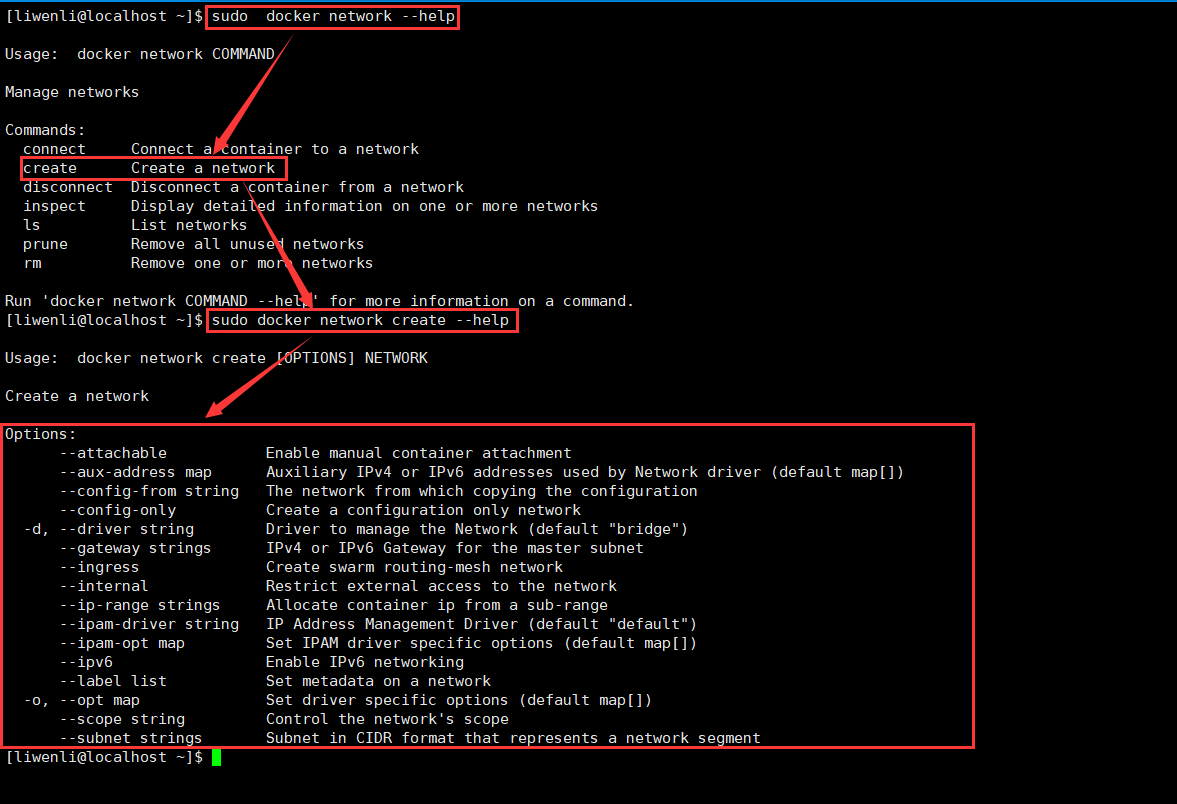 [liwenli@localhost ~]$ sudo  docker network --help
Usage:  docker network COMMAND
Manage networks
Commands:
  connect     Connect a container to a network
  create      Create a network
  disconnect  Disconnect a container from a network
  inspect     Display detailed information on one or more networks
  ls          List networks
  prune       Remove all unused networks
  rm          Remove one or more networks
Run 'docker network COMMAND --help' for more information on a command.
[liwenli@localhost ~]$ sudo docker network create --help
Usage:  docker network create [OPTIONS] NETWORK
Create a network
Options:
      --attachable           Enable manual container attachment
      --aux-address map      Auxiliary IPv4 or IPv6 addresses used by Network driver (default map[])
      --config-from string   The network from which copying the configuration
      --config-only          Create a configuration only network
  -d, --driver string        Driver to manage the Network (default "bridge")
      --gateway strings      IPv4 or IPv6 Gateway for the master subnet
      --ingress              Create swarm routing-mesh network
      --internal             Restrict external access to the network
      --ip-range strings     Allocate container ip from a sub-range
      --ipam-driver string   IP Address Management Driver (default "default")
      --ipam-opt map         Set IPAM driver specific options (default map[])
      --ipv6                 Enable IPv6 networking
      --label list           Set metadata on a network
  -o, --opt map              Set driver specific options (default map[])
      --scope string         Control the network's scope
      --subnet strings       Subnet in CIDR format that represents a network segment
[liwenli@localhost ~]$